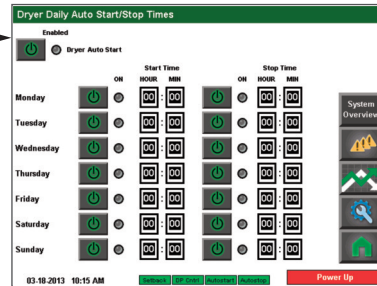 Dryer Daily Auto Start/Stop Times
Enabled
Dryer Auto Start
Start Time Stop Time
ON HOUR MIN ON HOUR MIN
Monday 00 : 00 00 : 00
Tuesday 00 : 00 00 : 00
Wednesday 00 : 00 00 : 00
Thursday 00 : 00 00 : 00
Friday 00 : 00 00 : 00
Saturday 00 : 00 00 : 00
Sunday 00 : 00 00 : 00
System
Overview
03-18-2013 10:15 AM Setback DP Cntrl Autostart Autostop Power Up